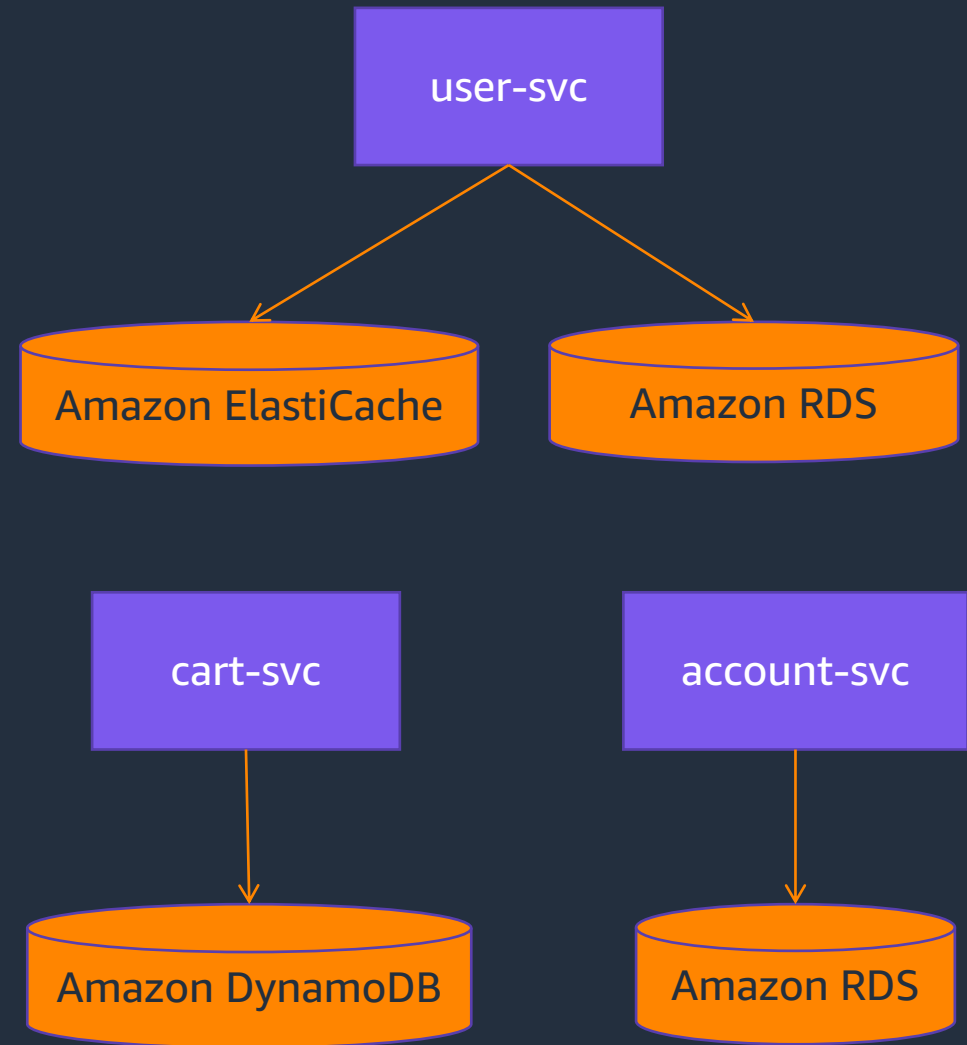 user-svc
Amazon ElastiCache
Amazon RDS
cart-svc
account-svc
Amazon DynamoDB
Amazon RDS